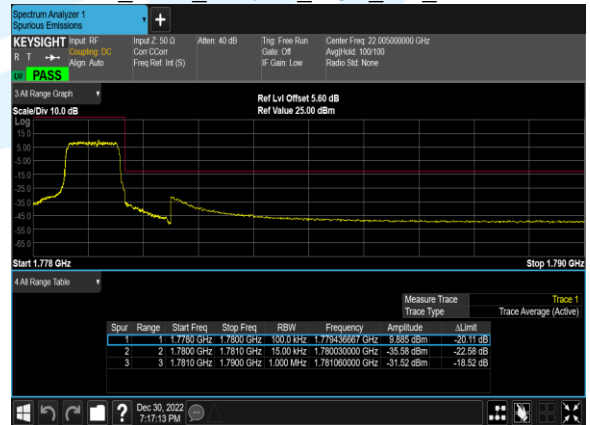 Spectrum Analyzer 1
Spurious Emissions
+
KEYSIGHT Input: RF Input Z: 50 Ω Atten: 40 dB Trig: Free Run Center Freq: 22.005000000 GHz
R T Coupling: DC Corr CCorr Gate: Off Avg|Hold: 100/100
Align: Auto Freq Ref: Int (S) IF Gain: Low Radio Std: None
LW PASS
3 All Range Graph
Ref Lvl Offset 5.60 dB
Scale/Div 10.0 dB Ref Value 25.00 dBm
Log
15.0
5.00
-5.00
-15.0
-25.0
-35.0
-45.0
-55.0
-65.0
Start 1.778 GHz Stop 1.790 GHz
4 All Range Table
Measure Trace Trace 1
Trace Type Trace Average (Active)
Spur Range Start Freq Stop Freq RBW Frequency Amplitude ΔLimit
1 1 1.7780 GHz 1.7800 GHz 100.0 kHz 1.779436667 GHz 9.885 dBm -20.11 dB
2 2 1.7800 GHz 1.7810 GHz 15.00 kHz 1.780030000 GHz -35.58 dBm -22.58 dB
3 3 1.7810 GHz 1.7900 GHz 1.000 MHz 1.781060000 GHz -31.52 dBm -18.52 dB
? Dec 30, 2022
7:17:13 PM